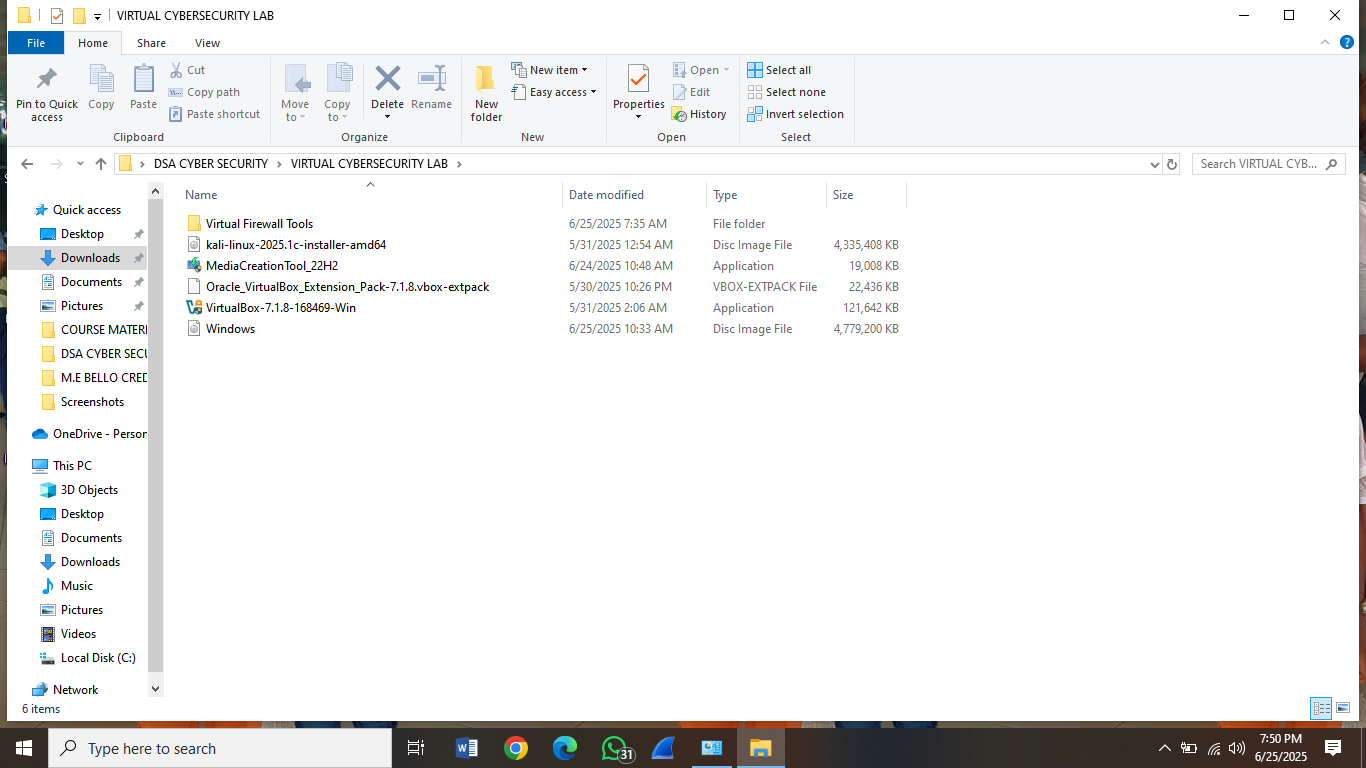 VIRTUAL CYBERSECURITY LAB
File Home Share View
Pin to Quick access
Copy
Paste
Cut
Copy path
Paste shortcut
Clipboard
Move to
Copy to
Delete
Rename
Organize
New folder
New item
Easy access
New
Properties
Open
Edit
History
Open
Select all
Select none
Invert selection
Select
DSA CYBER SECURITY > VIRTUAL CYBERSECURITY LAB >
Search VIRTUAL CYB...
Quick access
Desktop
Downloads
Documents
Pictures
COURSE MATERI
DSA CYBER SECU
M.E BELLO CRED
Screenshots
OneDrive - Person
This PC
3D Objects
Desktop
Documents
Downloads
Music
Pictures
Videos
Local Disk (C:)
Network
Name Date modified Type Size
Virtual Firewall Tools 6/25/2025 7:35 AM File folder
kali-linux-2025.1c-installer-amd64 5/31/2025 12:54 AM Disc Image File 4,335,408 KB
MediaCreationTool_22H2 6/24/2025 10:48 AM Application 19,008 KB
Oracle_VirtualBox_Extension_Pack-7.1.8.vbox-extpack 5/30/2025 10:26 PM VBOX-EXTPACK File 22,436 KB
VirtualBox-7.1.8-168469-Win 5/31/2025 2:06 AM Application 121,642 KB
Windows 6/25/2025 10:33 AM Disc Image File 4,779,200 KB
6 items
Type here to search
31
7:50 PM
6/25/2025